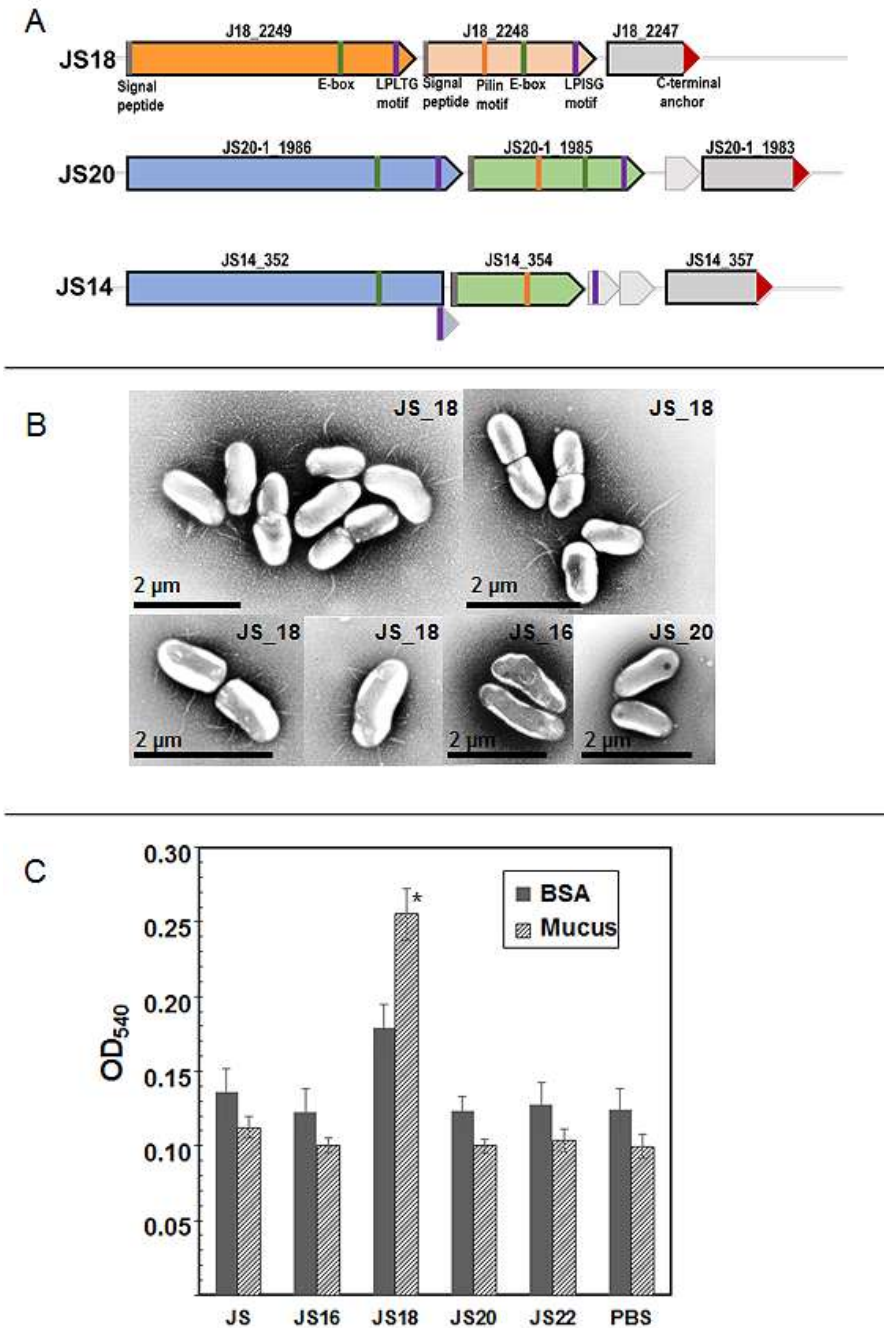 A
J18_2249
J18_2248
J18_2247
JS18
Signal peptide
E-box
LPLTG motif
Signal peptide
Pilin motif
E-box
LPISG motif
C-terminal anchor
JS20-1_1986
JS20-1_1985
JS20-1_1983
JS20
JS14_352
JS14_354
JS14_357
JS14
B
JS_18
JS_18
2 µm
2 µm
JS_18
JS_18
JS_16
JS_20
2 µm
2 µm
2 µm
C
0.30
0.25
0.20
0.15
0.10
0.05
OD540
BSA
Mucus
*
JS
JS16
JS18
JS20
JS22
PBS